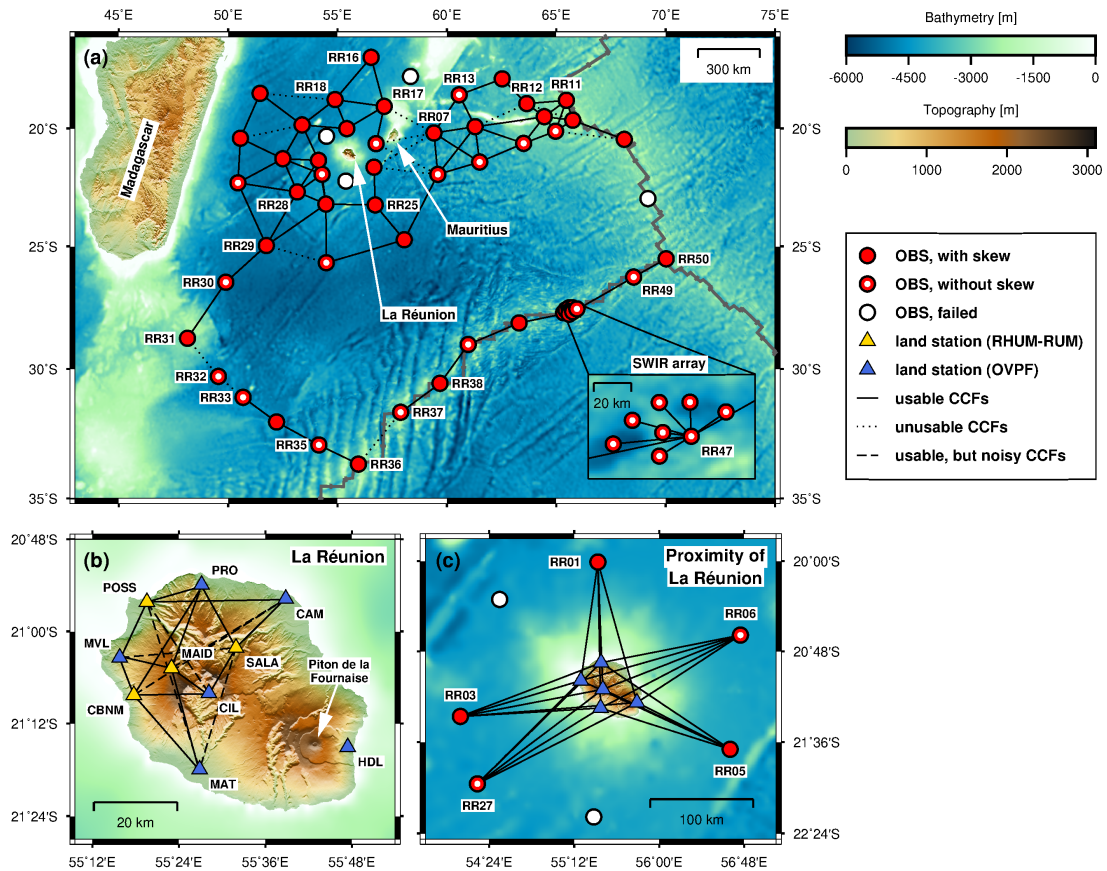 45°E 50°E 55°E 60°E 65°E 70°E 75°E
(a)
300 km
RR16
RR17
RR18
RR13
RR12
RR11
RR07
20°S
20°S
Madagascar
RR28
RR25
Mauritius
RR29
25°S
25°S
RR50
RR30
RR49
La Réunion
RR31
30°S
30°S
RR32
RR33
RR38
SWIR array
20 km
RR37
RR47
RR35
RR36
35°S
35°S
Bathymetry [m]
-6000 -4500 -3000 -1500 0
Topography [m]
0 1000 2000 3000
OBS, with skew
OBS, without skew
OBS, failed
land station (RHUM-RUM)
land station (OVPF)
usable CCFs
unusable CCFs
usable, but noisy CCFs
20°48'S
(b)
La Réunion
PRO
POSS
CAM
21°00'S
MVL
MAID
SALA
Piton de la
Fournaise
CBNM
CIL
21°12'S
HDL
MAT
20 km
21°24'S
55°12'E 55°24'E 55°36'E 55°48'E
(c)
Proximity of
La Réunion
RR01
20°00'S
RR06
20°48'S
RR03
21°36'S
RR05
RR27
100 km
22°24'S
54°24'E 55°12'E 56°00'E 56°48'E